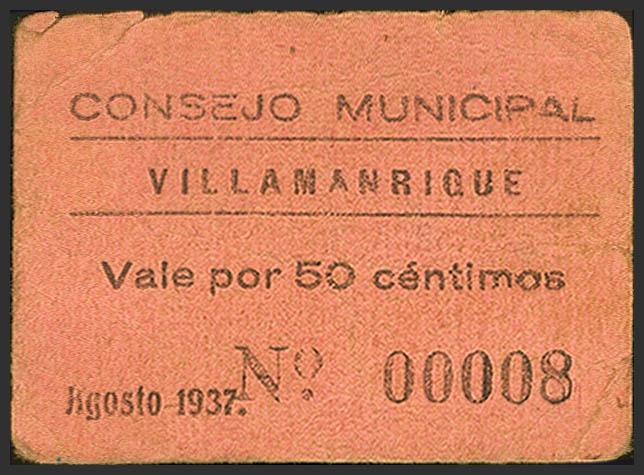 CONSEJO MUNICIPAL
VILLAMANRIQUE
Vale por 50 céntimos
Nº 00008
Agosto 1937.